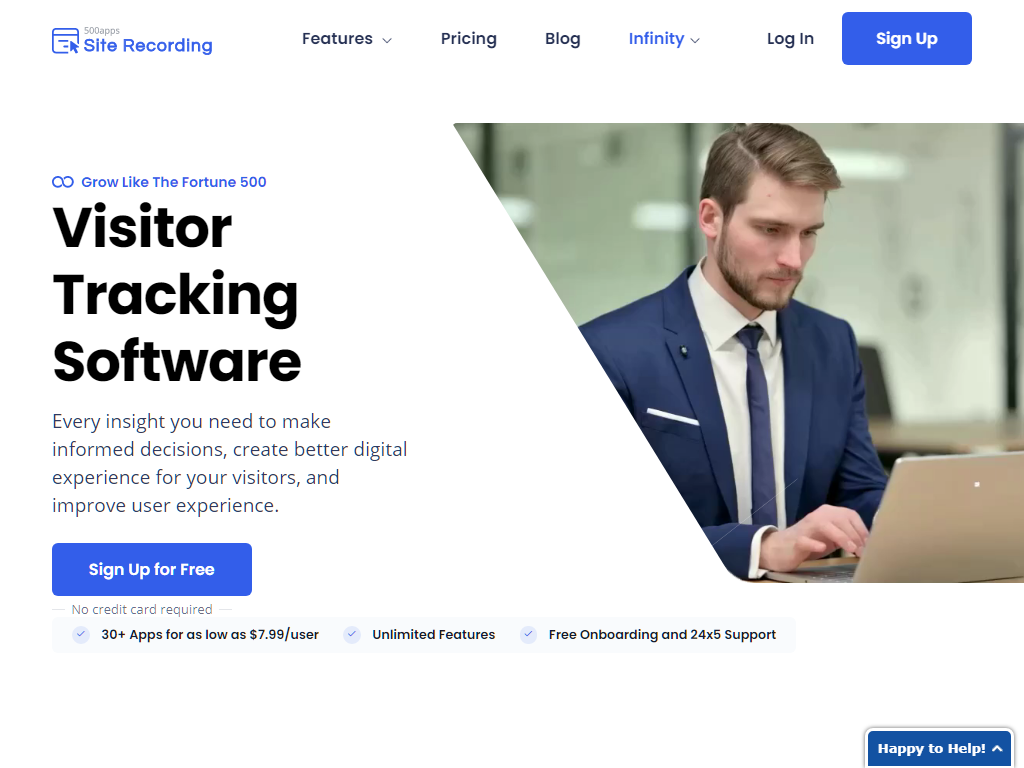 500apps
Site Recording
Features
Pricing
Blog
Infinity
Log In
Sign Up
Grow Like The Fortune 500
Visitor
Tracking
Software
Every insight you need to make
informed decisions, create better digital
experience for your visitors, and
improve user experience.
Sign Up for Free
No credit card required
30+ Apps for as low as $7.99/user
Unlimited Features
Free Onboarding and 24x5 Support
Happy to Help!